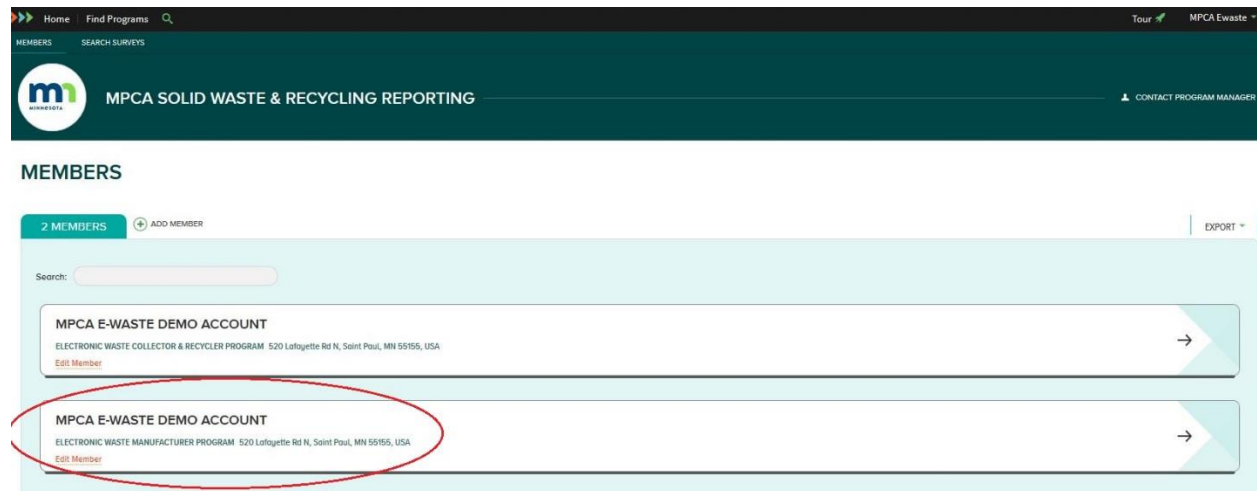 Home Find Programs
Tour MPCA Ewaste
MEMBERS SEARCH SURVEYS
mn
MINNESOTA
MPCA SOLID WASTE & RECYCLING REPORTING
CONTACT PROGRAM MANAGER
MEMBERS
2 MEMBERS ADD MEMBER
EXPORT
Search:
MPCA E-WASTE DEMO ACCOUNT
ELECTRONIC WASTE COLLECTOR & RECYCLER PROGRAM 520 Lafayette Rd N, Saint Paul, MN 55155, USA
Edit Member
MPCA E-WASTE DEMO ACCOUNT
ELECTRONIC WASTE MANUFACTURER PROGRAM 520 Lafayette Rd N, Saint Paul, MN 55155, USA
Edit Member